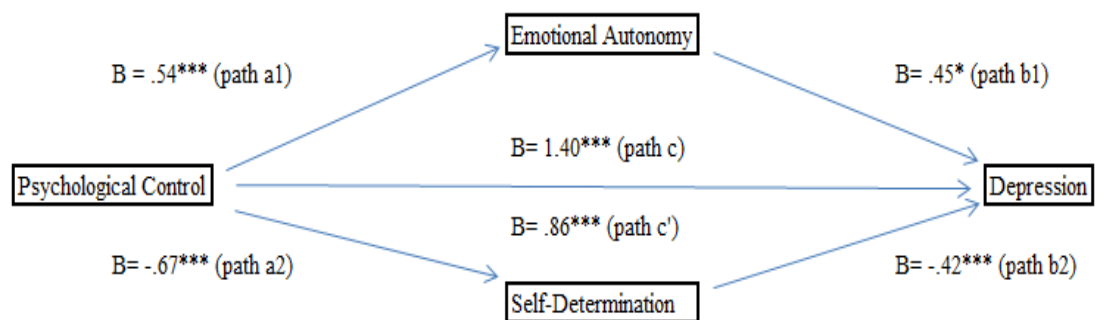 Emotional Autonomy
B = .54*** (path a1)
B= .45* (path b1)
B= 1.40*** (path c)
Psychological Control
Depression
B= .86*** (path c')
B= -.67*** (path a2)
B= -.42*** (path b2)
Self-Determination